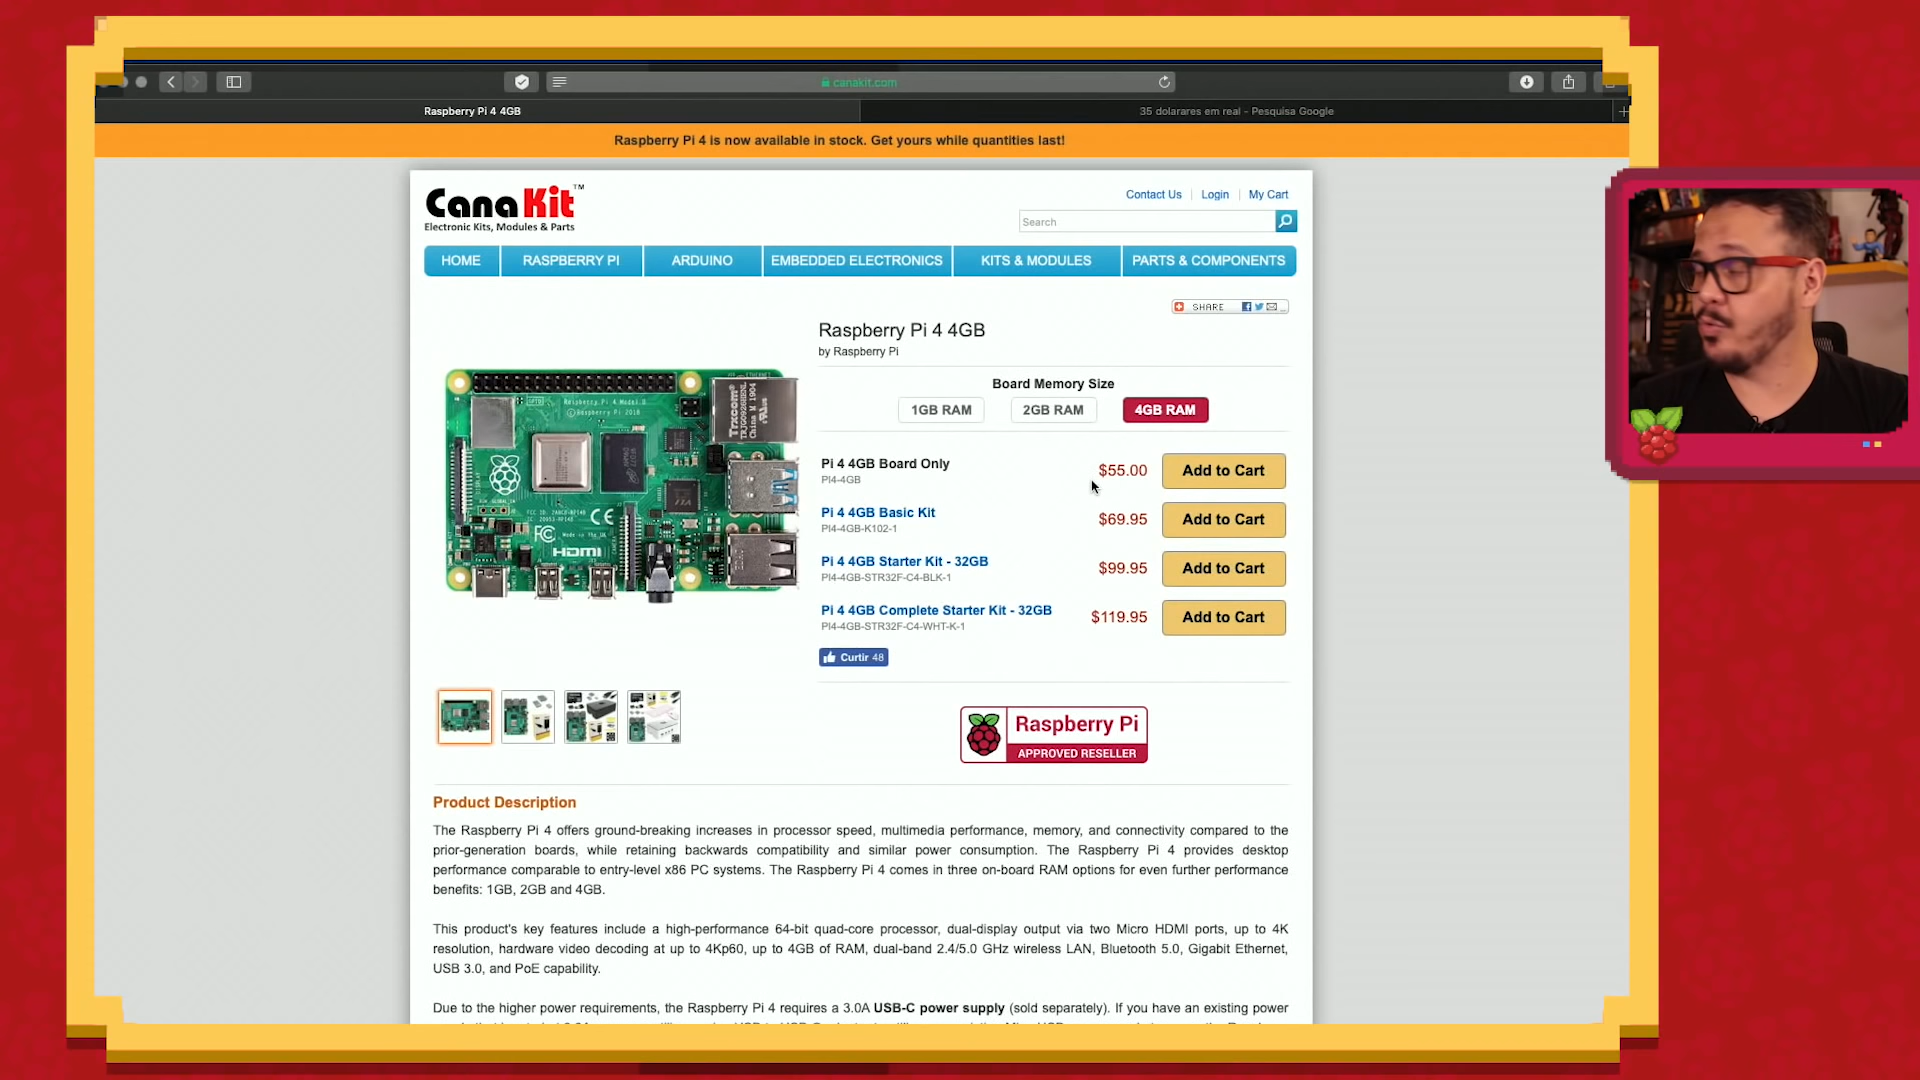 canakit.com
Raspberry Pi 4 4GB
35 dolarares em real - Pesquisa Google
Raspberry Pi 4 is now available in stock. Get yours while quantities last!
CanaKit™
Electronic Kits, Modules & Parts
Contact Us | Login | My Cart
Search
HOME
RASPBERRY PI
ARDUINO
EMBEDDED ELECTRONICS
KITS & MODULES
PARTS & COMPONENTS
SHARE
Raspberry Pi 4 4GB
by Raspberry Pi
Board Memory Size
1GB RAM
2GB RAM
4GB RAM
Pi 4 4GB Board Only
PI4-4GB
$55.00
Add to Cart
Pi 4 4GB Basic Kit
PI4-4GB-K102-1
$69.95
Add to Cart
Pi 4 4GB Starter Kit - 32GB
PI4-4GB-STR32F-C4-BLK-1
$99.95
Add to Cart
Pi 4 4GB Complete Starter Kit - 32GB
PI4-4GB-STR32F-C4-WHT-K-1
$119.95
Add to Cart
Curtir 48
Raspberry Pi 4 Model B
HDMI
Raspberry Pi
APPROVED RESELLER
Product Description
The Raspberry Pi 4 offers ground-breaking increases in processor speed, multimedia performance, memory, and connectivity compared to the
prior-generation boards, while retaining backwards compatibility and similar power consumption. The Raspberry Pi 4 provides desktop
performance comparable to entry-level x86 PC systems. The Raspberry Pi 4 comes in three on-board RAM options for even further performance
benefits: 1GB, 2GB and 4GB.
This product's key features include a high-performance 64-bit quad-core processor, dual-display output via two Micro HDMI ports, up to 4K
resolution, hardware video decoding at up to 4Kp60, up to 4GB of RAM, dual-band 2.4/5.0 GHz wireless LAN, Bluetooth 5.0, Gigabit Ethernet,
USB 3.0, and PoE capability.
Due to the higher power requirements, the Raspberry Pi 4 requires a 3.0A USB-C power supply (sold separately). If you have an existing power